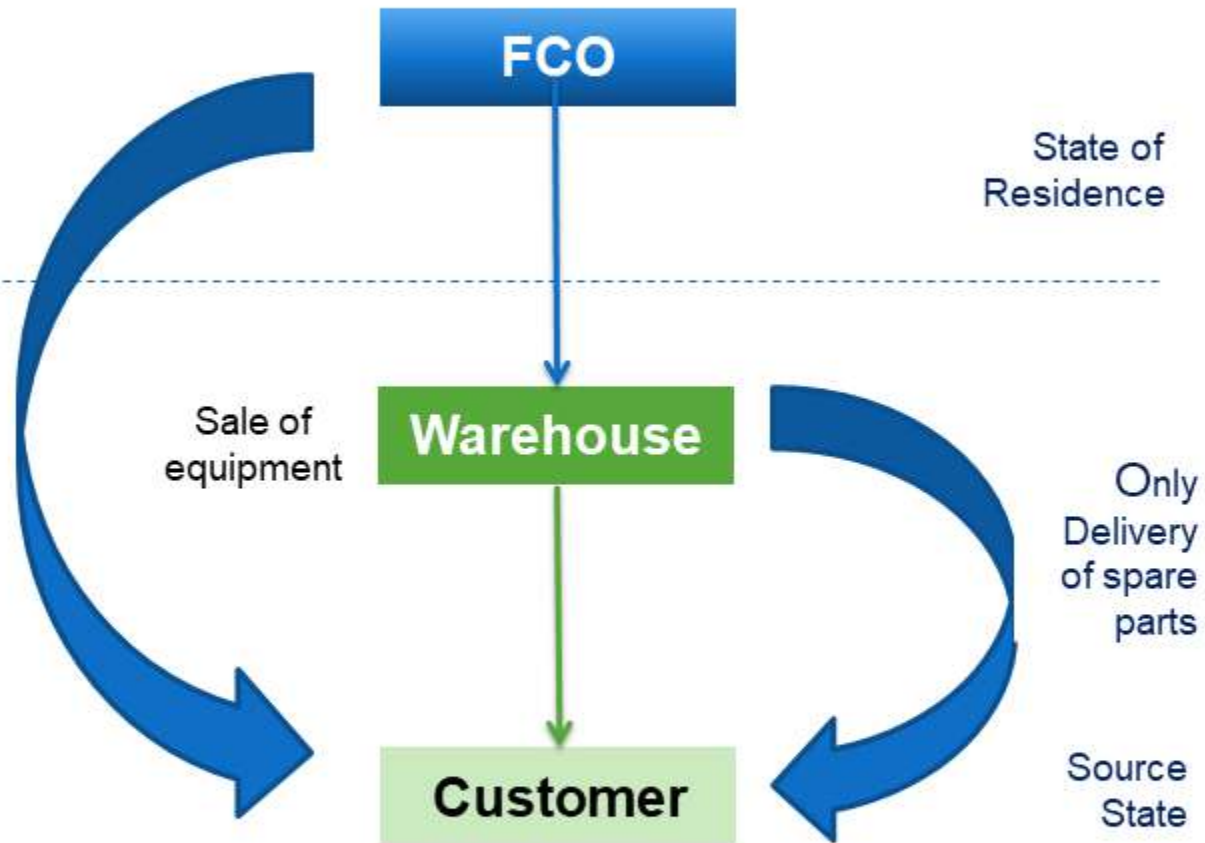 FCO
State of
Residence
Sale of
equipment
Warehouse
Only
Delivery
of spare
parts
Customer
Source
State